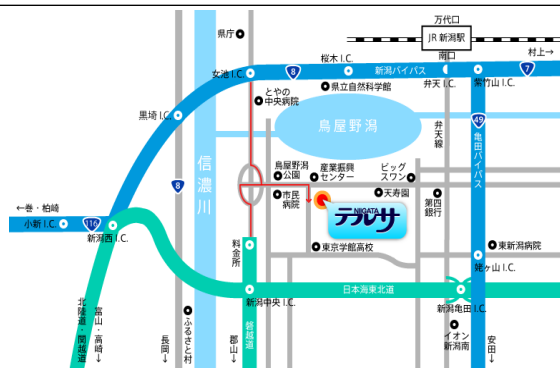 万代口
県庁
JR 新潟駅
村上→
南口
桜木 I.C.
女池 I.C.
8
新潟バイパス
7
とやの
中央病院
県立自然科学館
弁天 I.C.
紫竹山 I.C.
黒埼 I.C.
鳥屋野潟
弁天線
49
亀田バイパス
信濃川
鳥屋野潟
公園
産業振興
センター
ビッグ
スワン
8
市民
病院
天寿園
第四
銀行
←巻・柏崎
小新 I.C.
116
新潟西 I.C.
NIIGATA
テルサ
料金所
東京学館高校
東新潟病院
姥ヶ山 I.C.
日本海東北道
新潟中央 I.C.
新潟亀田 I.C.
北陸道・関越道
富山・高崎→
長岡→
ふるさと村
郡山→
磐越道
イオン
新潟南
安田→